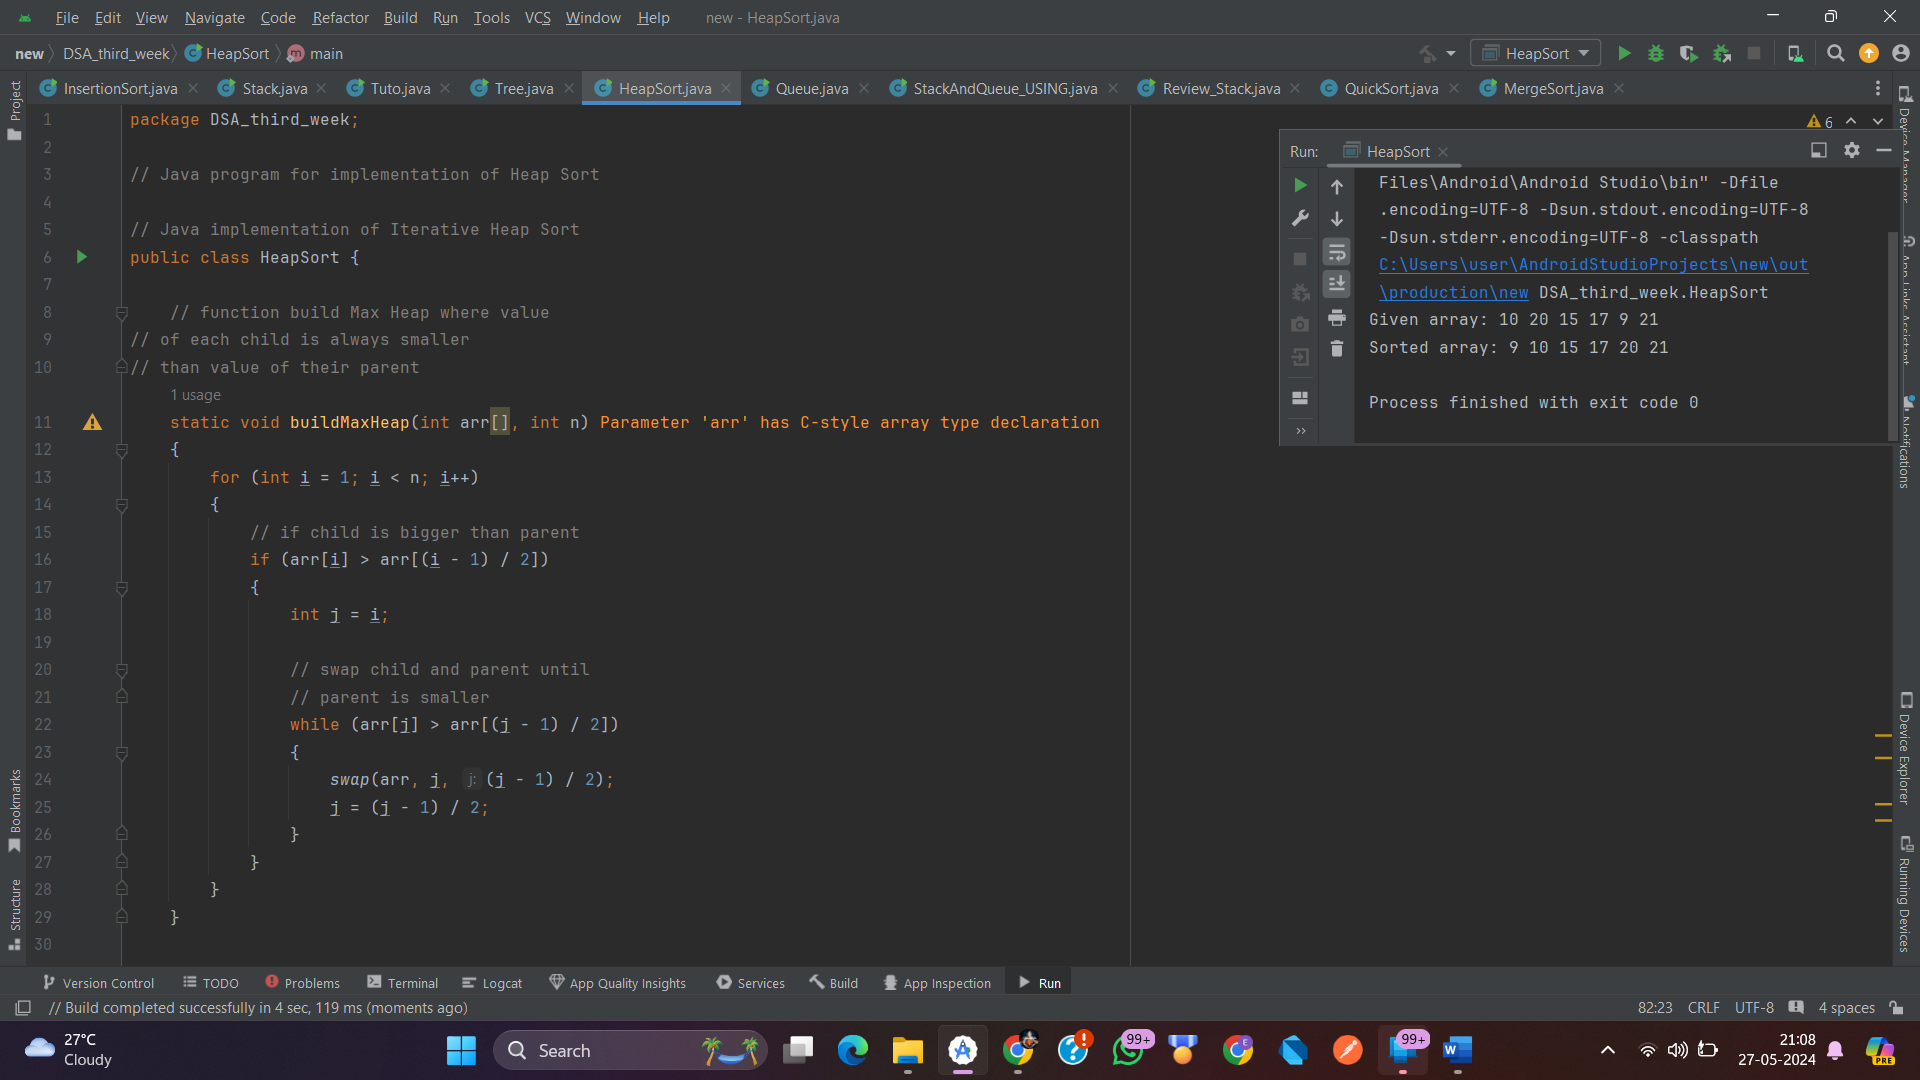 File Edit View Navigate Code Refactor Build Run Tools VCS Window Help new - HeapSort.java
new DSA_third_week HeapSort main HeapSort
InsertionSort.java Stack.java Tuto.java Tree.java HeapSort.java Queue.java StackAndQueue_USING.java Review_Stack.java QuickSort.java MergeSort.java
Project
Bookmarks
Structure
1 package DSA_third_week;
2
3 // Java program for implementation of Heap Sort
4
5 // Java implementation of Iterative Heap Sort
6 public class HeapSort {
7
8 // function build Max Heap where value
9 // of each child is always smaller
10 // than value of their parent
1 usage
11 static void buildMaxHeap(int arr[], int n) Parameter 'arr' has C-style array type declaration
12 {
13 for (int i = 1; i < n; i++)
14 {
15 // if child is bigger than parent
16 if (arr[i] > arr[(i - 1) / 2])
17 {
18 int j = i;
19
20 // swap child and parent until
21 // parent is smaller
22 while (arr[j] > arr[(j - 1) / 2])
23 {
24 swap(arr, j, j: (j - 1) / 2);
25 j = (j - 1) / 2;
26 }
27 }
28 }
29 }
30
6
Run: HeapSort
Files\Android\Android Studio\bin" -Dfile
.encoding=UTF-8 -Dsun.stdout.encoding=UTF-8
-Dsun.stderr.encoding=UTF-8 -classpath
C:\Users\user\AndroidStudioProjects\new\out
\production\new DSA_third_week.HeapSort
Given array: 10 20 15 17 9 21
Sorted array: 9 10 15 17 20 21
Process finished with exit code 0
Device Manager
App Links Assistant
Notifications
Device Explorer
Running Devices
Version Control TODO Problems Terminal Logcat App Quality Insights Services Build App Inspection Run
// Build completed successfully in 4 sec, 119 ms (moments ago) 82:23 CRLF UTF-8 4 spaces
27°C
Cloudy
Search
99+
E
99+
W
21:08
27-05-2024
PRE